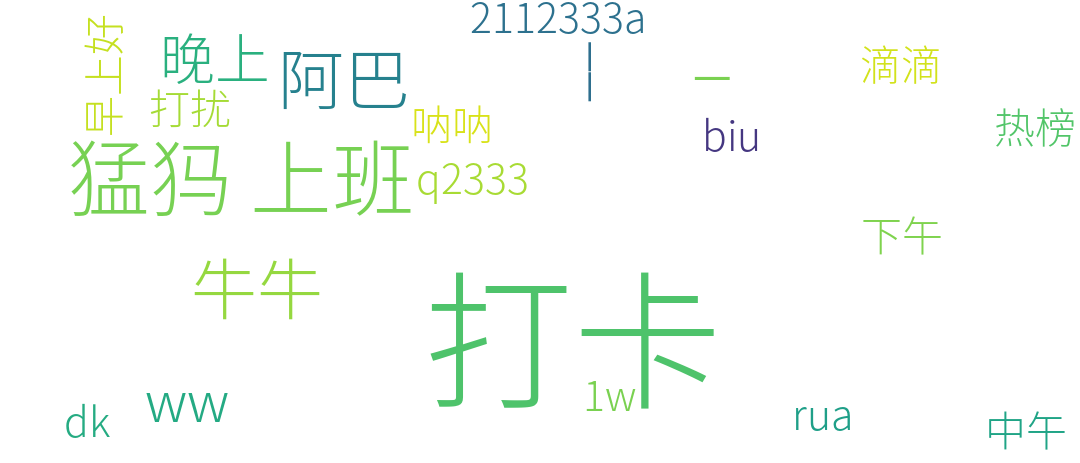 2112333a
早上好
晚上
阿巴
|
一
滴滴
打扰
呐呐
biu
热榜
猛犸
上班
q2333
下午
牛牛
打卡
1w
ww
dk
rua
中午